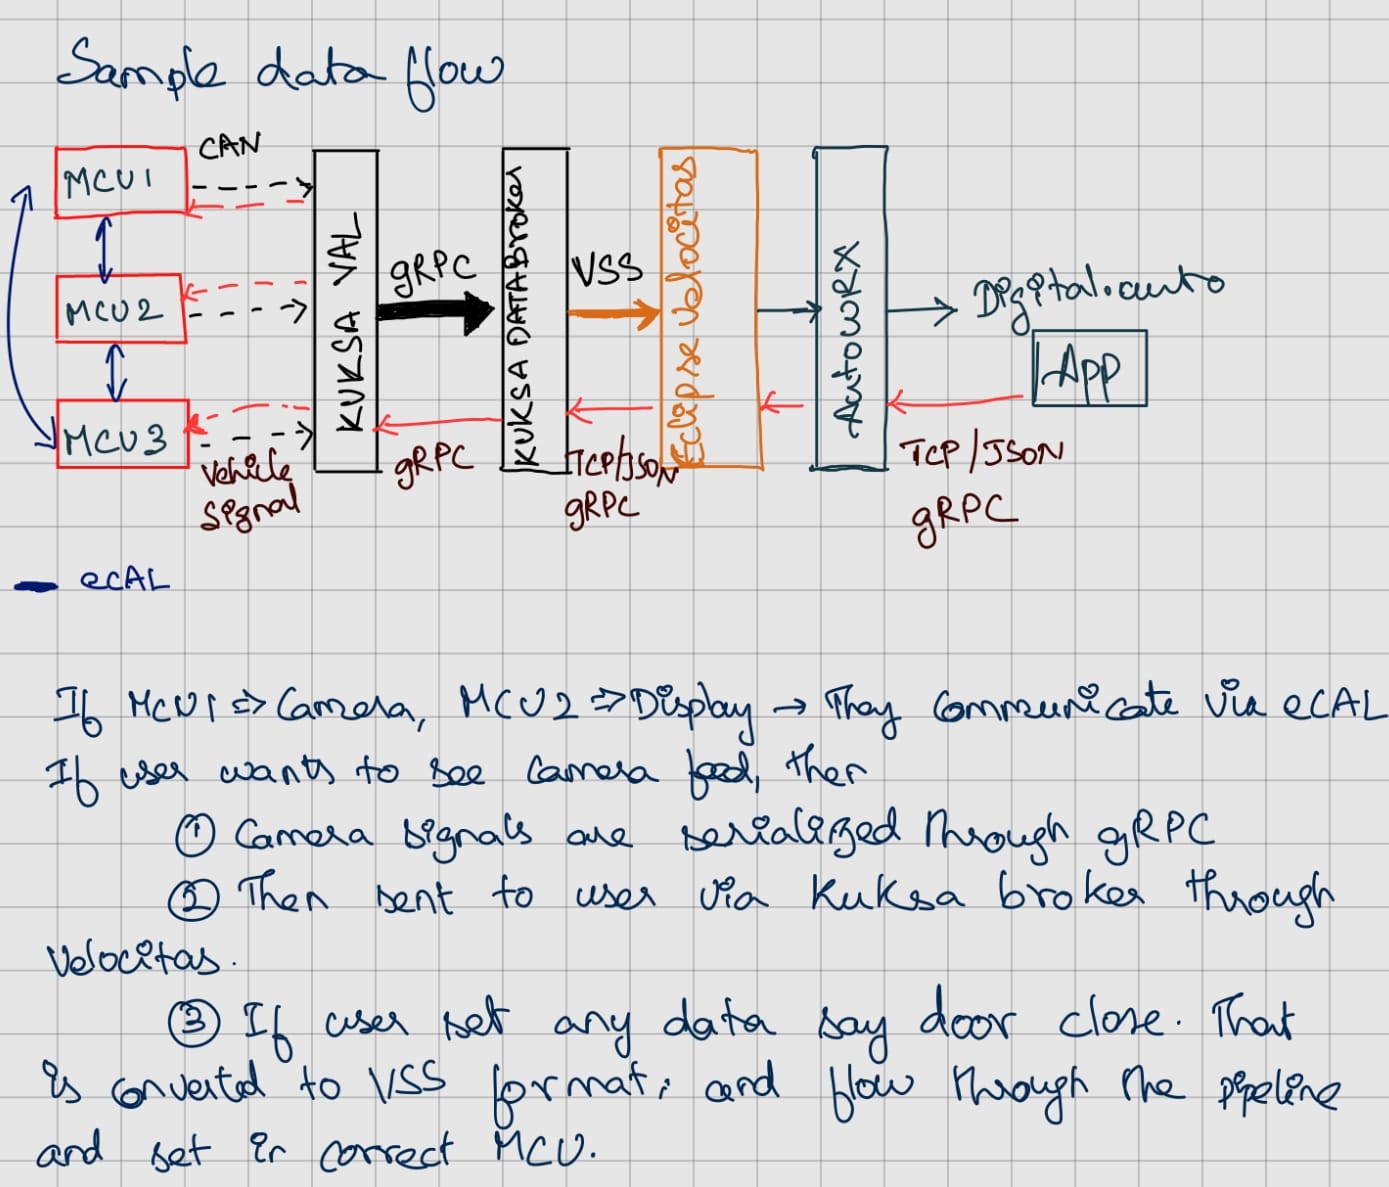 Sample data flow
CAN
MCU1
MCU2
MCU3
Vehicle
Signal
KUKSA VAL
gRPC
gRPC
KUKSA DATABroker
VSS
TCP/JSON
gRPC
Eclipse Velocitas
AutowRX
Digital.auto
App
TCP/JSON
gRPC
eCAL
If MCU1 => Camera, MCU2 => Display → They Communicate via eCAL
If user wants to see Camera feed, then
① Camera signals are serialized through gRPC
② Then sent to user via Kuksa broker through
Velocitas.
③ If user set any data say door close. That
is converted to VSS format, and flow through the pipeline
and set in correct MCU.